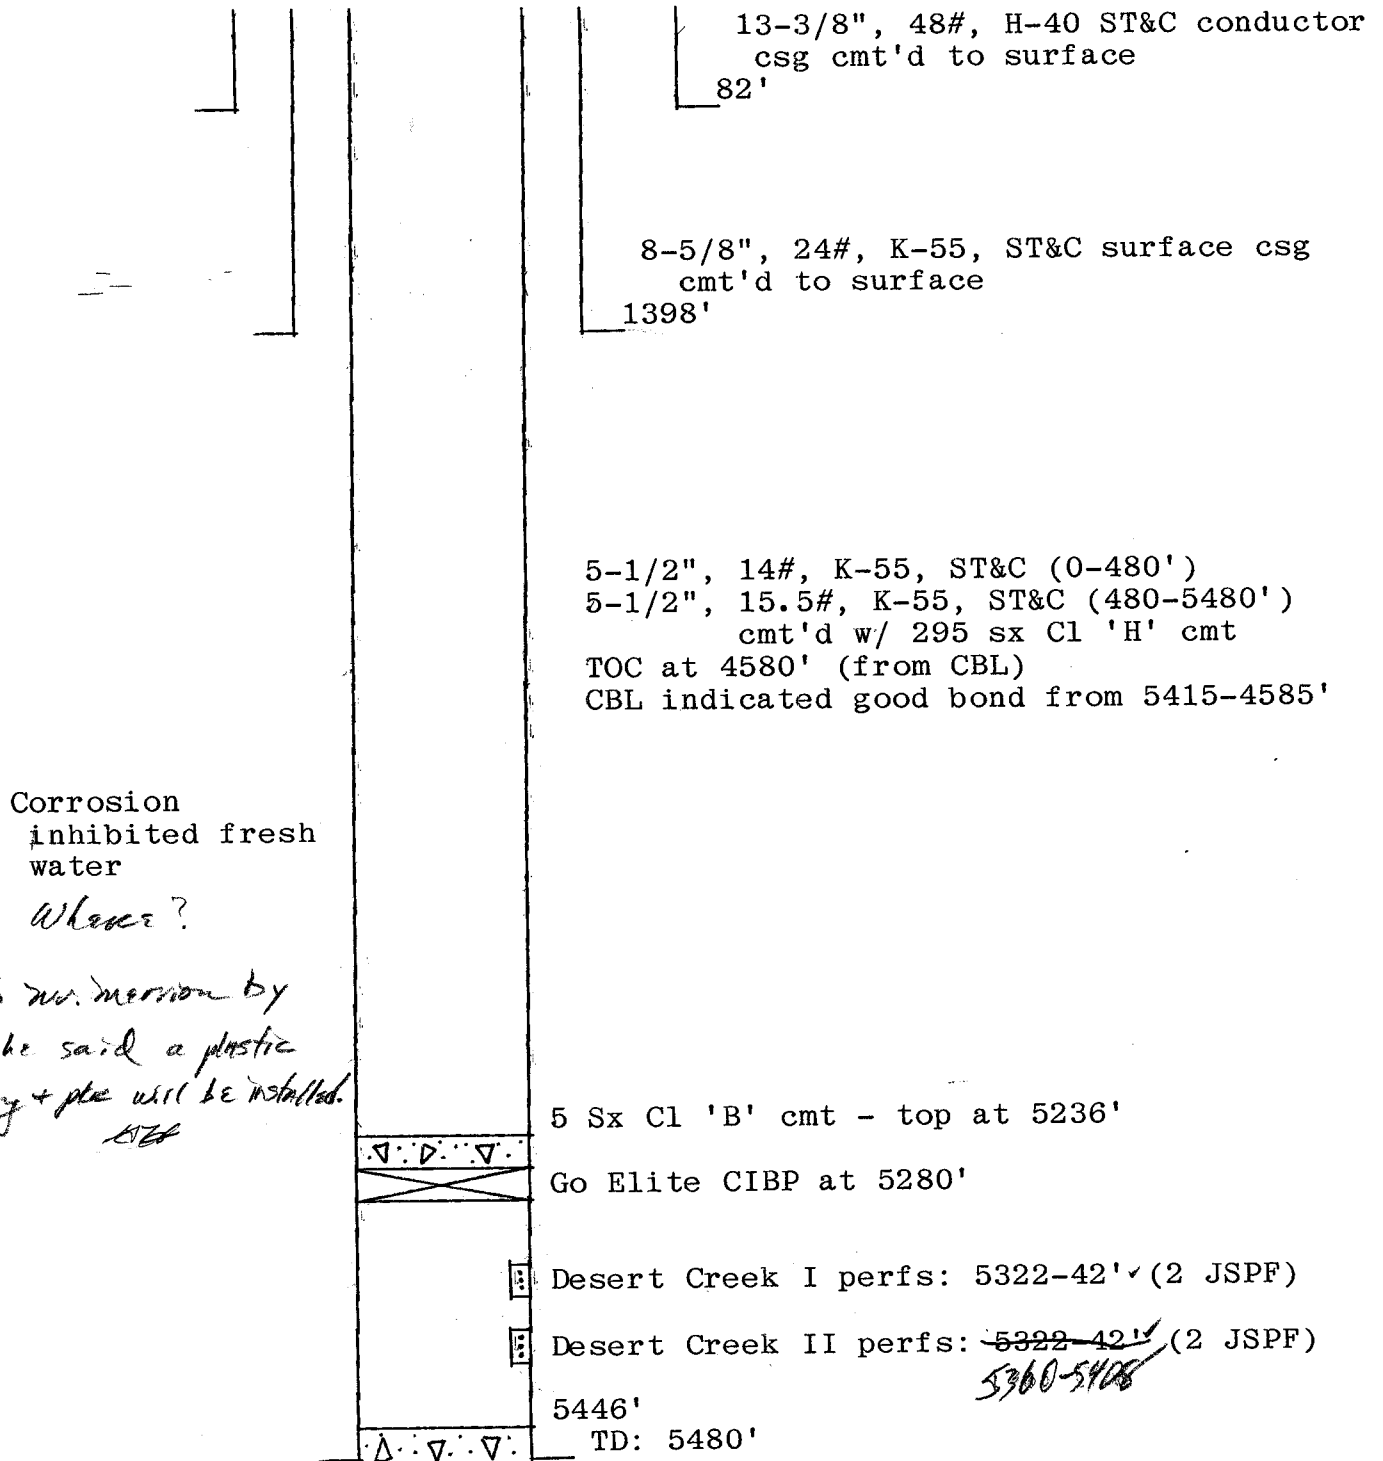 13-3/8", 48#, H-40 ST&C conductor
csg cmt'd to surface
82'
8-5/8", 24#, K-55, ST&C surface csg
cmt'd to surface
1398'
5-1/2", 14#, K-55, ST&C (0-480')
5-1/2", 15.5#, K-55, ST&C (480-5480')
cmt'd w/ 295 sx Cl 'H' cmt
TOC at 4580' (from CBL)
CBL indicated good bond from 5415-4585'
Corrosion
inhibited fresh
water
Where?
by
he said a plastic
+ will be installed.
5 Sx Cl 'B' cmt - top at 5236'
Go Elite CIBP at 5280'
Desert Creek I perfs: 5322-42' ✓ (2 JSPF)
Desert Creek II perfs: 5322-42' ✓ (2 JSPF)
5360-5408
5446'
TD: 5480'